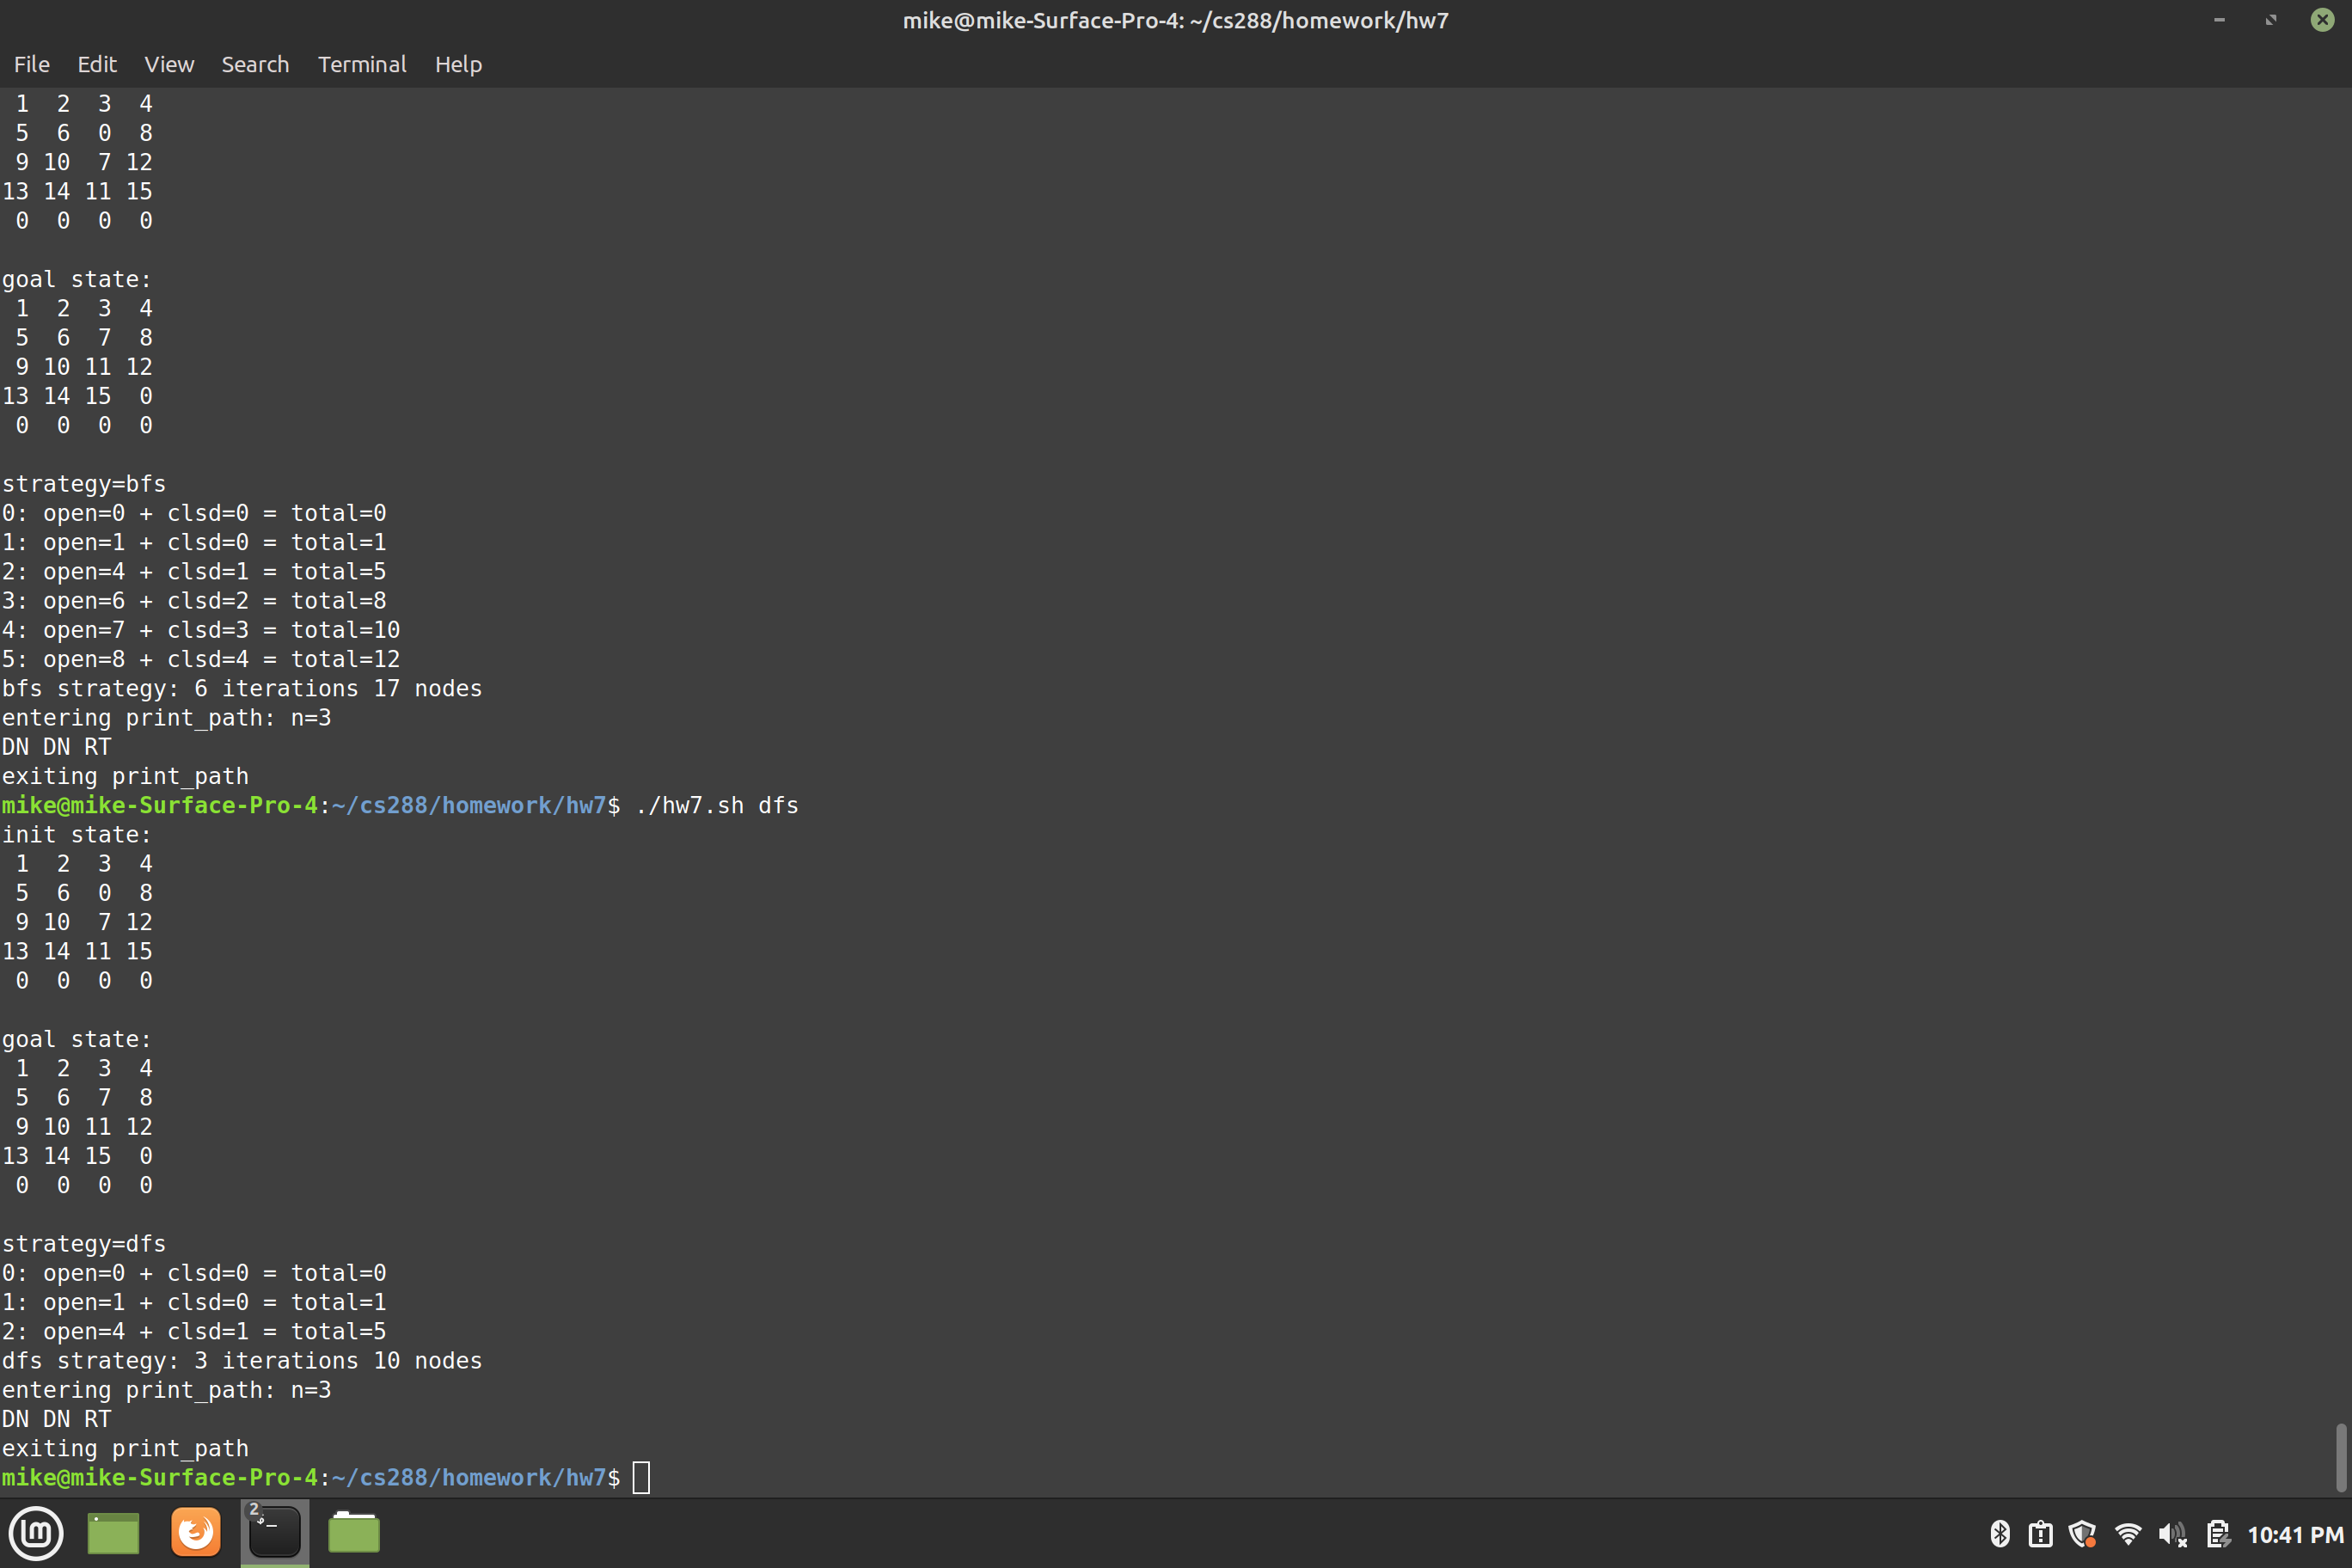 mike@mike-Surface-Pro-4: ~/cs288/homework/hw7
File Edit View Search Terminal Help
 1  2  3  4
 5  6  0  8
 9 10  7 12
13 14 11 15
 0  0  0  0
goal state:
 1  2  3  4
 5  6  7  8
 9 10 11 12
13 14 15  0
 0  0  0  0
strategy=bfs
0: open=0 + clsd=0 = total=0
1: open=1 + clsd=0 = total=1
2: open=4 + clsd=1 = total=5
3: open=6 + clsd=2 = total=8
4: open=7 + clsd=3 = total=10
5: open=8 + clsd=4 = total=12
bfs strategy: 6 iterations 17 nodes
entering print_path: n=3
DN DN RT
exiting print_path
mike@mike-Surface-Pro-4:~/cs288/homework/hw7$ ./hw7.sh dfs
init state:
 1  2  3  4
 5  6  0  8
 9 10  7 12
13 14 11 15
 0  0  0  0
goal state:
 1  2  3  4
 5  6  7  8
 9 10 11 12
13 14 15  0
 0  0  0  0
strategy=dfs
0: open=0 + clsd=0 = total=0
1: open=1 + clsd=0 = total=1
2: open=4 + clsd=1 = total=5
dfs strategy: 3 iterations 10 nodes
entering print_path: n=3
DN DN RT
exiting print_path
mike@mike-Surface-Pro-4:~/cs288/homework/hw7$
2
$_
10:41 PM